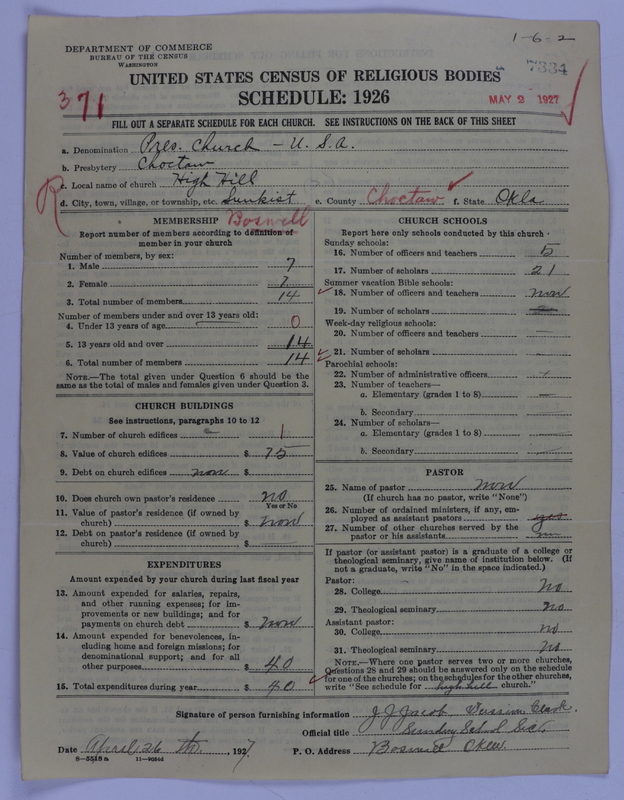 1-6-2
DEPARTMENT OF COMMERCE
BUREAU OF THE CENSUS
WASHINGTON
7334
UNITED STATES CENSUS OF RELIGIOUS BODIES
371
SCHEDULE: 1926
MAY 2 1927
FILL OUT A SEPARATE SCHEDULE FOR EACH CHURCH. SEE INSTRUCTIONS ON THE BACK OF THIS SHEET
a. Denomination Pres. Church - U. S. A.
b. Presbytery Choctaw
c. Local name of church High Hill
R
d. City, town, village, or township, etc. Sunkist e. County Choctaw f. State Okla
Boswell
MEMBERSHIP
Report number of members according to definition of
member in your church
Number of members, by sex:
1. Male 7
2. Female 7
3. Total number of members 14
Number of members under and over 13 years old:
4. Under 13 years of age 0
5. 13 years old and over 14
6. Total number of members 14
NOTE.—The total given under Question 6 should be the
same as the total of males and females given under Question 3.
CHURCH BUILDINGS
See instructions, paragraphs 10 to 12
7. Number of church edifices 1
8. Value of church edifices $ 75
9. Debt on church edifices none $
10. Does church own pastor's residence no
Yes or No
11. Value of pastor's residence (if owned by
church) $ none
12. Debt on pastor's residence (if owned by
church) $
EXPENDITURES
Amount expended by your church during last fiscal year
13. Amount expended for salaries, repairs,
and other running expenses; for im-
provements or new buildings; and for
payments on church debt $ none
14. Amount expended for benevolences, in-
cluding home and foreign missions; for
denominational support; and for all
other purposes $ 40
15. Total expenditures during year $ 40
CHURCH SCHOOLS
Report here only schools conducted by this church
Sunday schools:
16. Number of officers and teachers 5
17. Number of scholars 21
Summer vacation Bible schools:
18. Number of officers and teachers none
19. Number of scholars
Week-day religious schools:
20. Number of officers and teachers
21. Number of scholars
Parochial schools:
22. Number of administrative officers
23. Number of teachers—
a. Elementary (grades 1 to 8)
b. Secondary
24. Number of scholars—
a. Elementary (grades 1 to 8)
b. Secondary
PASTOR
25. Name of pastor none
(If church has no pastor, write "None")
26. Number of ordained ministers, if any, em-
ployed as assistant pastors yes
27. Number of other churches served by the
pastor or his assistants
If pastor (or assistant pastor) is a graduate of a college or
theological seminary, give name of institution below. (If
not a graduate, write "No" in the space indicated.)
Pastor:
28. College No
29. Theological seminary No
Assistant pastor:
30. College No
31. Theological seminary No
NOTE.—Where one pastor serves two or more churches,
Questions 28 and 29 should be answered only on the schedule
for one of the churches; on the schedules for the other churches,
write "See schedule for high hill church."
Signature of person furnishing information J. J. Jacob, Session Clerk.
Official title Sunday School Sec.
Date April 26 th, 1927. P. O. Address Boswell Okla
8-5518a 11-9084d